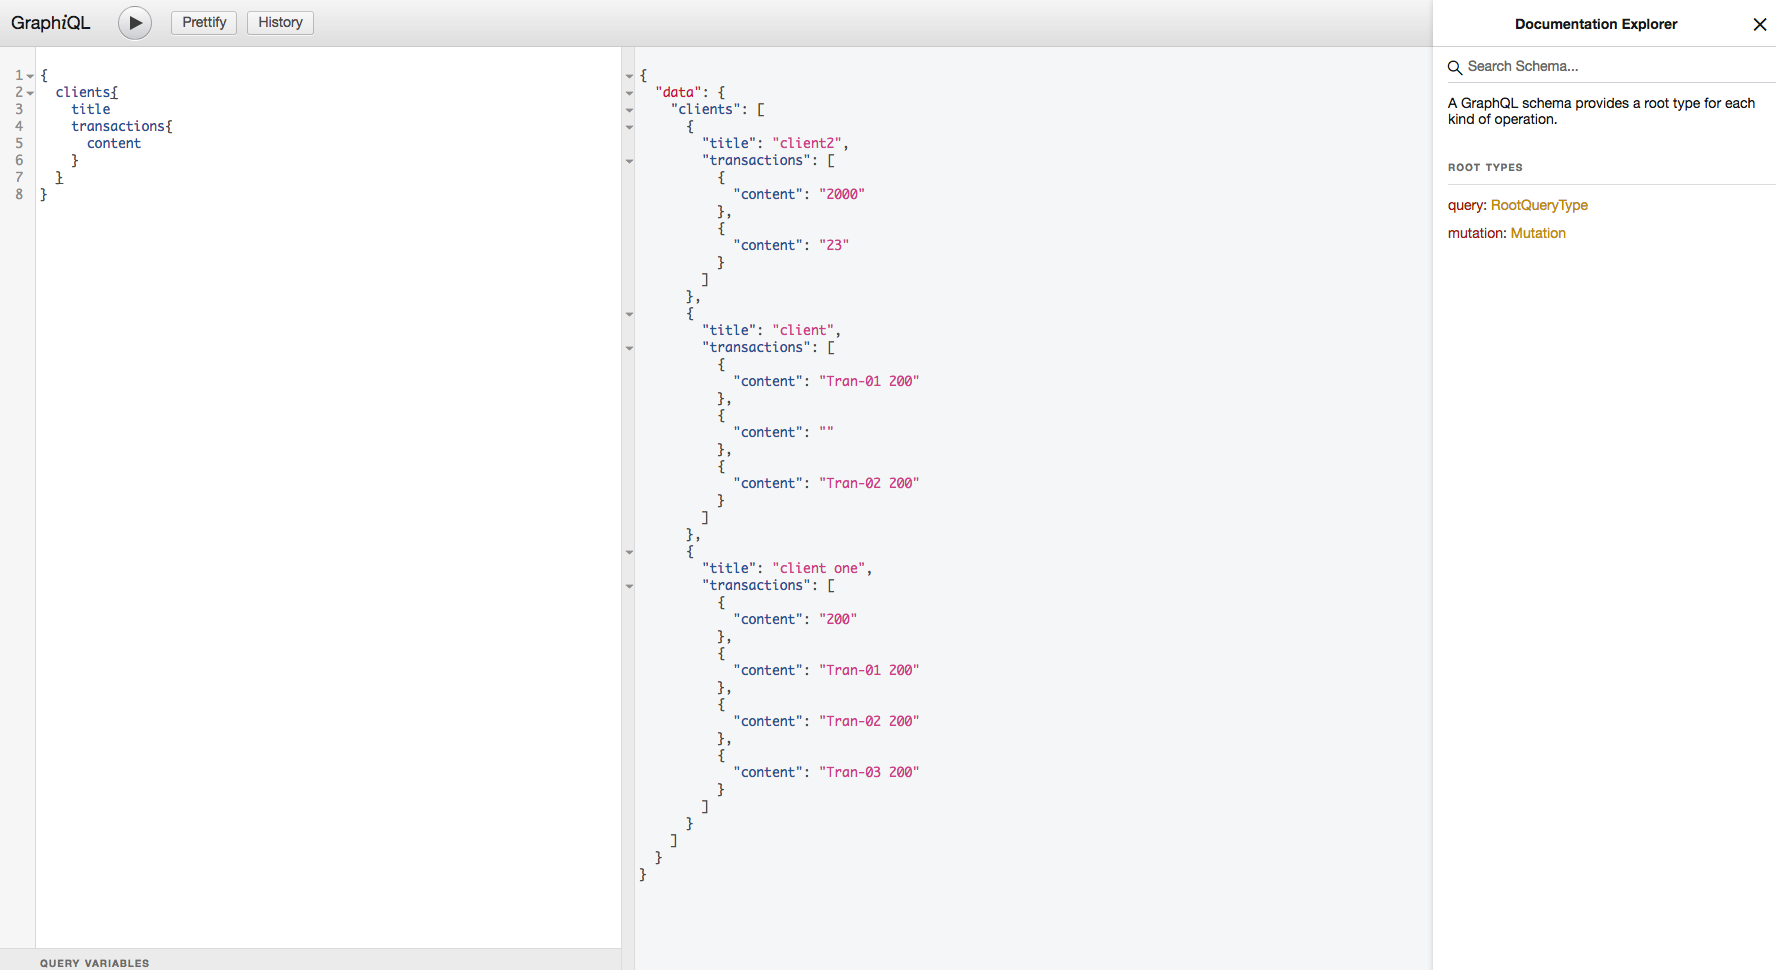 GraphiQL
Prettify
History
1 {
2 clients{
3 title
4 transactions{
5 content
6 }
7 }
8 }
QUERY VARIABLES
{
"data": {
"clients": [
{
"title": "client2",
"transactions": [
{
"content": "2000"
},
{
"content": "23"
}
]
},
{
"title": "client",
"transactions": [
{
"content": "Tran-01 200"
},
{
"content": ""
},
{
"content": "Tran-02 200"
}
]
},
{
"title": "client one",
"transactions": [
{
"content": "200"
},
{
"content": "Tran-01 200"
},
{
"content": "Tran-02 200"
},
{
"content": "Tran-03 200"
}
]
}
]
}
}
Documentation Explorer
Search Schema...
A GraphQL schema provides a root type for each
kind of operation.
ROOT TYPES
query: RootQueryType
mutation: Mutation